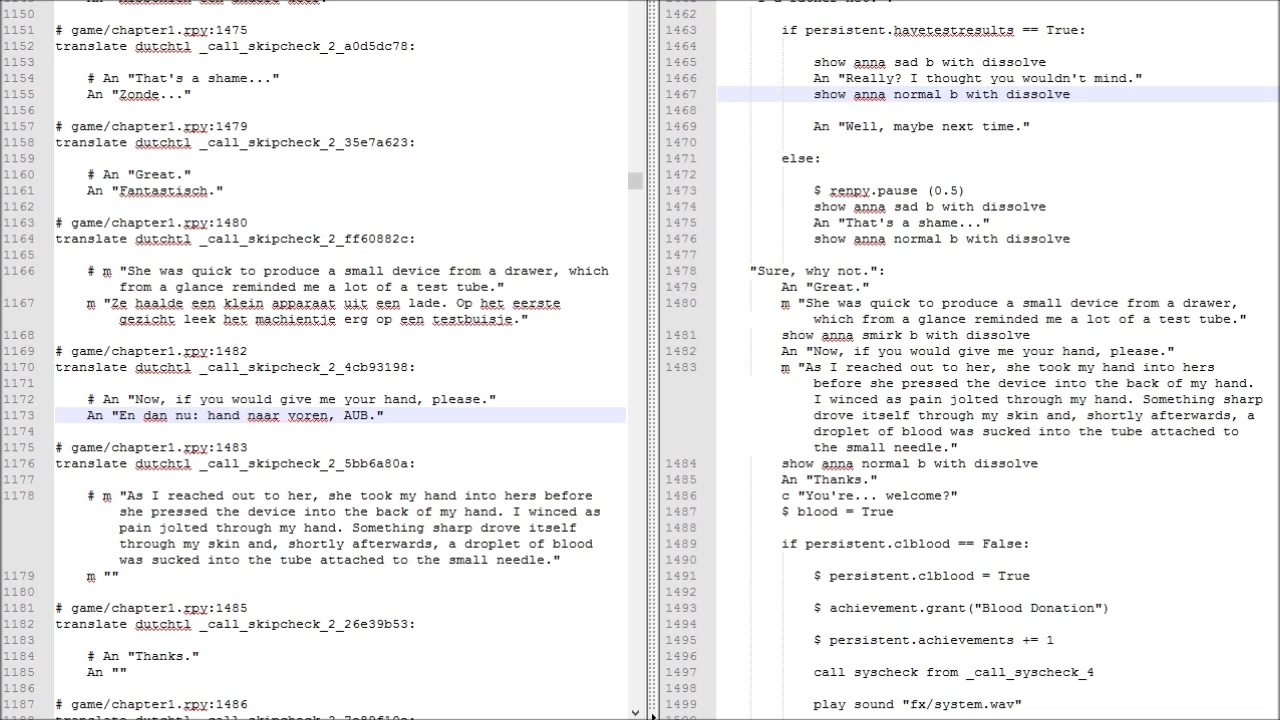 1150
1151 # game/chapter1.rpy:1475
1152 translate dutchtl _call_skipcheck_2_a0d5dc78:
1153
1154 # An "That's a shame..."
1155 An "Zonde..."
1156
1157 # game/chapter1.rpy:1479
1158 translate dutchtl _call_skipcheck_2_35e7a623:
1159
1160 # An "Great."
1161 An "Fantastisch."
1162
1163 # game/chapter1.rpy:1480
1164 translate dutchtl _call_skipcheck_2_ff60882c:
1165
1166 # m "She was quick to produce a small device from a drawer, which
from a glance reminded me a lot of a test tube."
1167 m "Ze haalde een klein apparaat uit een lade. Op het eerste
gezicht leek het machientje erg op een testbuisje."
1168
1169 # game/chapter1.rpy:1482
1170 translate dutchtl _call_skipcheck_2_4cb93198:
1171
1172 # An "Now, if you would give me your hand, please."
1173 An "En dan nu: hand naar voren, AUB."
1174
1175 # game/chapter1.rpy:1483
1176 translate dutchtl _call_skipcheck_2_5bb6a80a:
1177
1178 # m "As I reached out to her, she took my hand into hers before
she pressed the device into the back of my hand. I winced as
pain jolted through my hand. Something sharp drove itself
through my skin and, shortly afterwards, a droplet of blood
was sucked into the tube attached to the small needle."
1179 m ""
1180
1181 # game/chapter1.rpy:1485
1182 translate dutchtl _call_skipcheck_2_26e39b53:
1183
1184 # An "Thanks."
1185 An ""
1186
1187 # game/chapter1.rpy:1486
1462
1463 if persistent.havetestresults == True:
1464
1465 show anna sad b with dissolve
1466 An "Really? I thought you wouldn't mind."
1467 show anna normal b with dissolve
1468
1469 An "Well, maybe next time."
1470
1471 else:
1472
1473 $ renpy.pause (0.5)
1474 show anna sad b with dissolve
1475 An "That's a shame..."
1476 show anna normal b with dissolve
1477
1478 "Sure, why not.":
1479 An "Great."
1480 m "She was quick to produce a small device from a drawer,
which from a glance reminded me a lot of a test tube."
1481 show anna smirk b with dissolve
1482 An "Now, if you would give me your hand, please."
1483 m "As I reached out to her, she took my hand into hers
before she pressed the device into the back of my hand.
I winced as pain jolted through my hand. Something sharp
drove itself through my skin and, shortly afterwards, a
droplet of blood was sucked into the tube attached to
the small needle."
1484 show anna normal b with dissolve
1485 An "Thanks."
1486 c "You're... welcome?"
1487 $ blood = True
1488
1489 if persistent.c1blood == False:
1490
1491 $ persistent.c1blood = True
1492
1493 $ achievement.grant("Blood Donation")
1494
1495 $ persistent.achievements += 1
1496
1497 call syscheck from _call_syscheck_4
1498
1499 play sound "fx/system.wav"